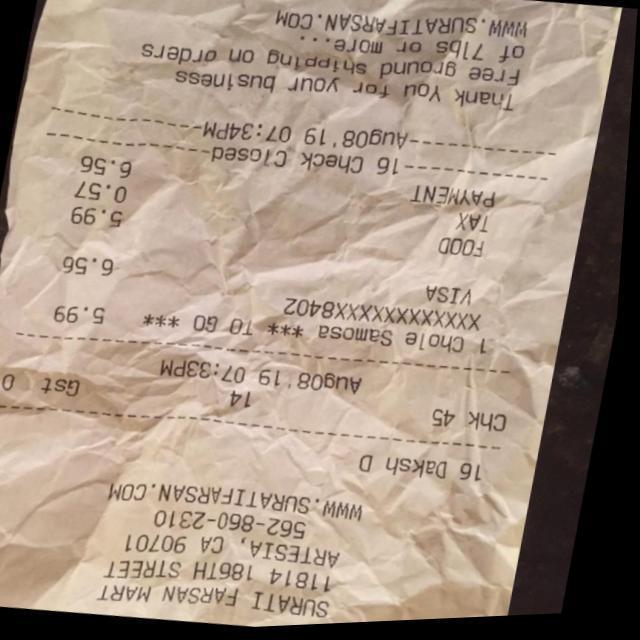 SURATI FARSAN MART
11814 186TH STREET
ARTESIA, CA 90701
562-860-2310
WWW.SURATIFARSAN.COM
16 Daksh D
Chk 45 14 Gst 0
Aug08'19 07:33PM
*** TO GO ***
1 Chole Samosa 5.99
XXXXXXXXXXXX8402
VISA 6.56
FOOD 5.99
TAX 0.57
PAYMENT 6.56
----------16 Check Closed----------
----------Aug08'19 07:34PM----------
Thank You for your business
Free ground shipping on orders
of 7lbs or more...
WWW.SURATIFARSAN.COM